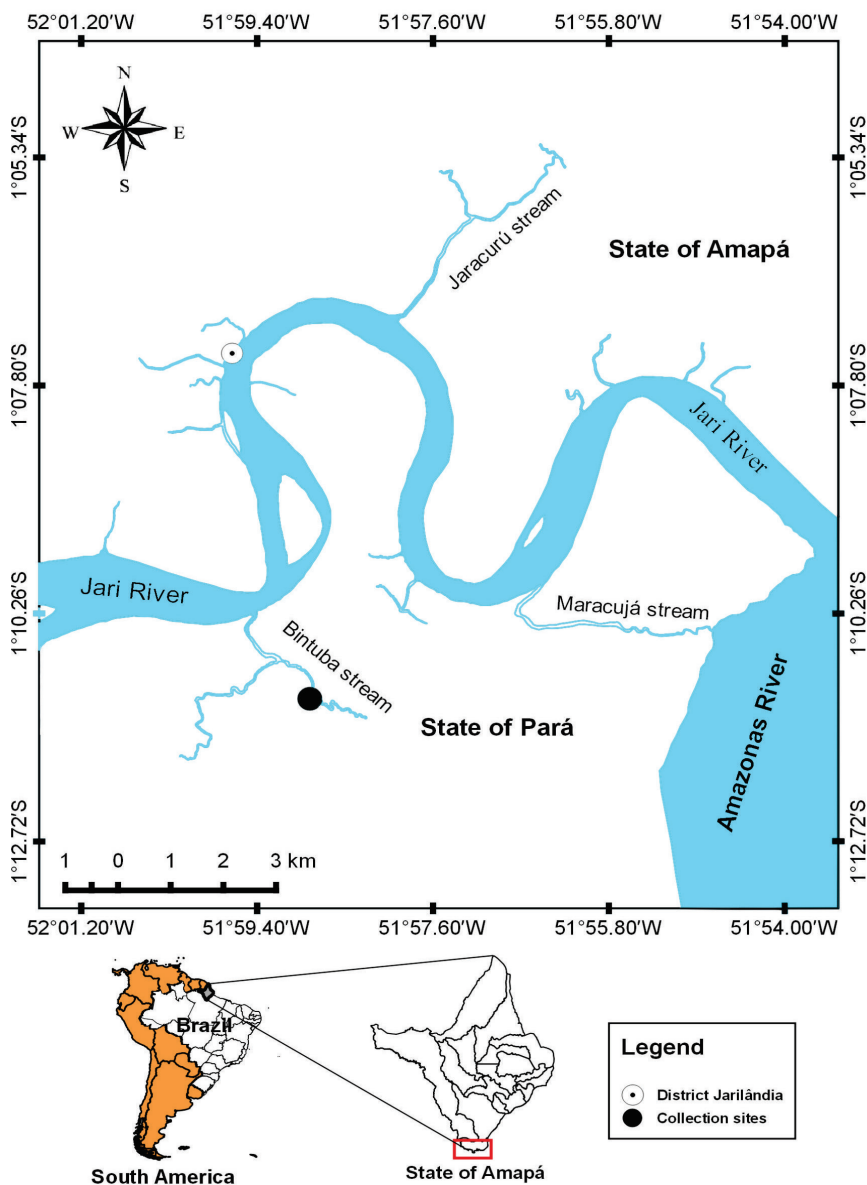 52°01.20'W 51°59.40'W 51°57.60'W 51°55.80'W 51°54.00'W
N
W E
S
1°05.34'S 1°05.34'S
Jaracurú stream
State of Amapá
1°07.80'S 1°07.80'S
Jari River
Jari River
1°10.26'S 1°10.26'S
Maracujá stream
Bintuba stream
State of Pará
Amazonas River
1°12.72'S 1°12.72'S
1 0 1 2 3 km
52°01.20'W 51°59.40'W 51°57.60'W 51°55.80'W 51°54.00'W
Brazil
Legend
District Jarilândia
Collection sites
South America
State of Amapá